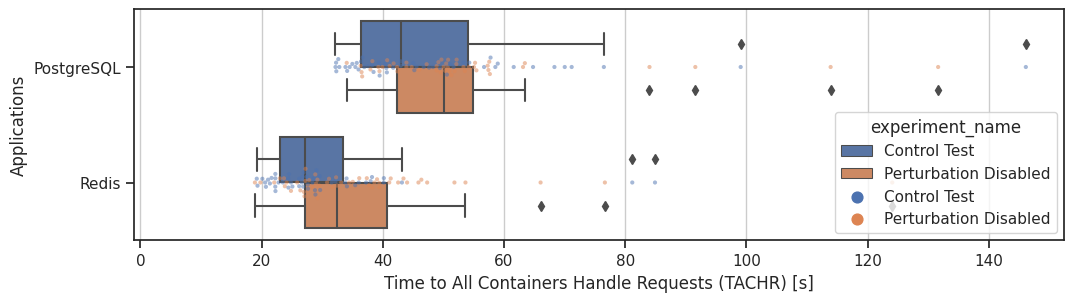 Applications
PostgreSQL
Redis
experiment_name
Control Test
Perturbation Disabled
Control Test
Perturbation Disabled
0 20 40 60 80 100 120 140
Time to All Containers Handle Requests (TACHR) [s]